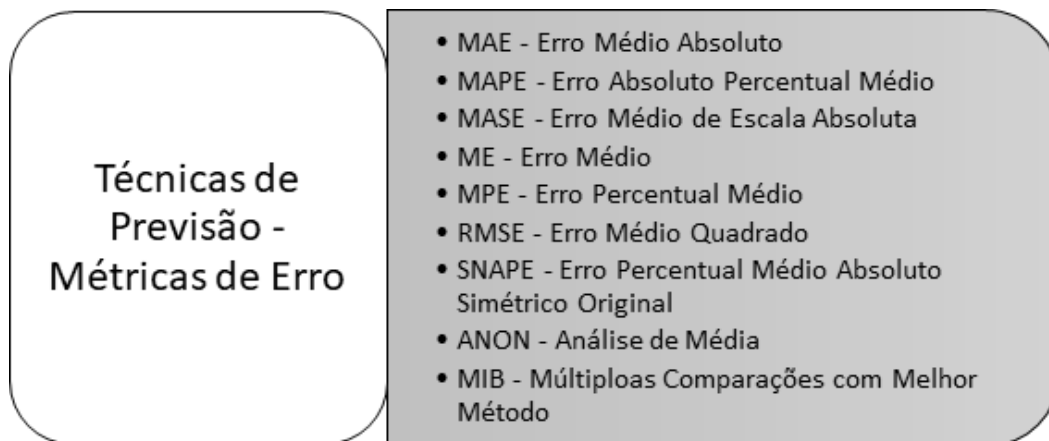 Técnicas de
Previsão -
Métricas de Erro
• MAE - Erro Médio Absoluto
• MAPE - Erro Absoluto Percentual Médio
• MASE - Erro Médio de Escala Absoluta
• ME - Erro Médio
• MPE - Erro Percentual Médio
• RMSE - Erro Médio Quadrado
• SNAPE - Erro Percentual Médio Absoluto
Simétrico Original
• ANON - Análise de Média
• MIB - Múltiploas Comparações com Melhor
Método